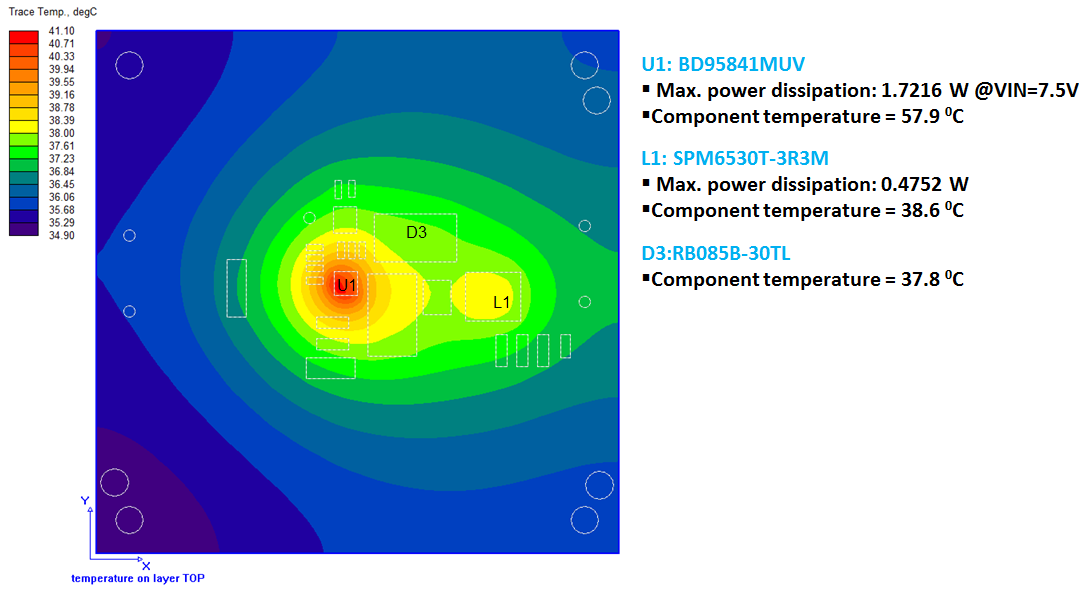 Trace Temp., degC
41.10
40.71
40.33
39.94
39.55
39.16
38.78
38.39
38.00
37.61
37.23
36.84
36.45
36.06
35.68
35.29
34.90
D3
U1
L1
Y
X
temperature on layer TOP
U1: BD95841MUV
▪ Max. power dissipation: 1.7216 W @VIN=7.5V
▪Component temperature = 57.9 ⁰C
L1: SPM6530T-3R3M
▪ Max. power dissipation: 0.4752 W
▪Component temperature = 38.6 ⁰C
D3:RB085B-30TL
▪Component temperature = 37.8 ⁰C